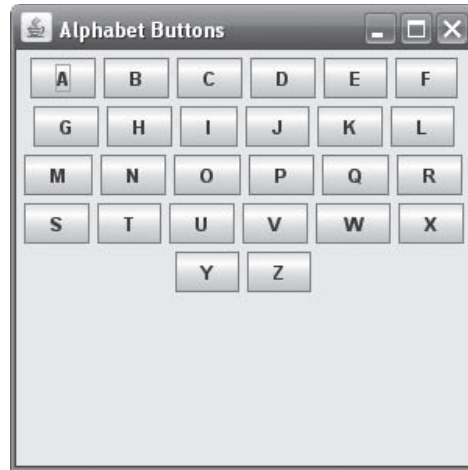 Alphabet Buttons
A B C D E F
G H I J K L
M N O P Q R
S T U V W X
Y Z